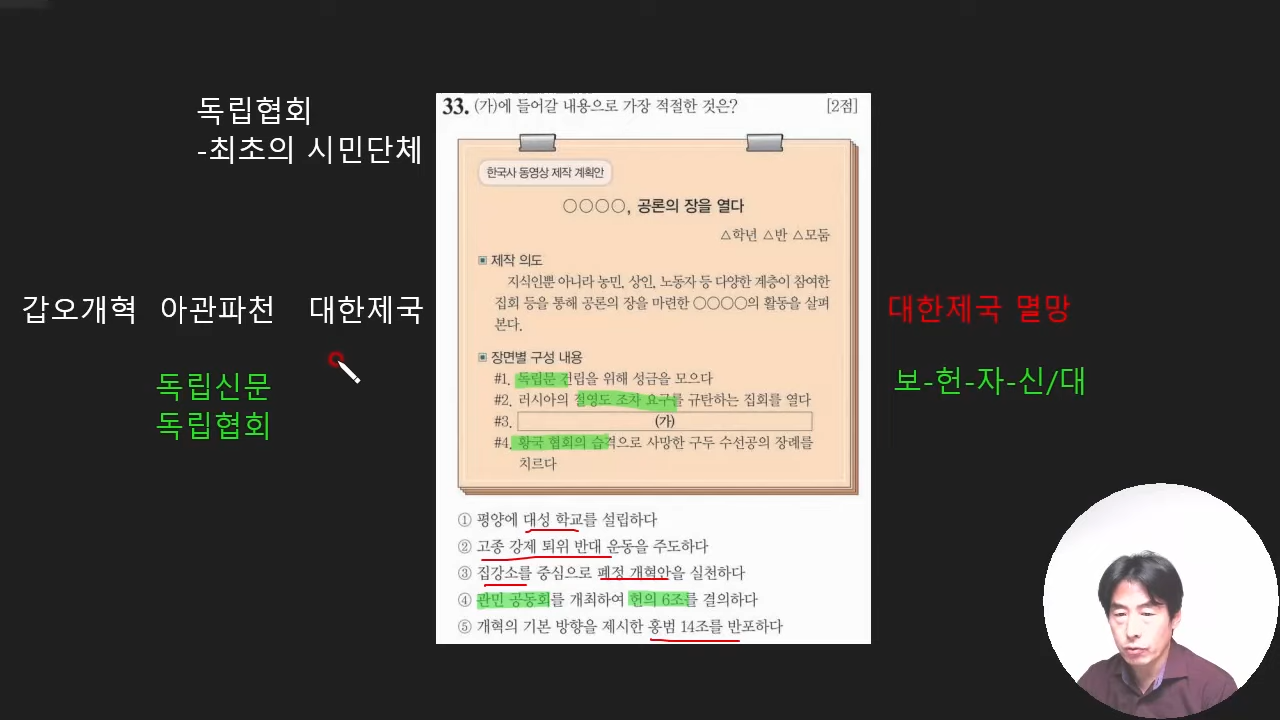 독립협회
-최초의 시민단체
갑오개혁 아관파천 대한제국
독립신문
독립협회
33. (가)에 들어갈 내용으로 가장 적절한 것은? [2점]
한국사 동영상 제작 계획안
○○○○, 공론의 장을 열다
△학년 △반 △모둠
▣ 제작 의도
지식인뿐 아니라 농민, 상인, 노동자 등 다양한 계층이 참여한
집회 등을 통해 공론의 장을 마련한 ○○○○의 활동을 살펴
본다.
▣ 장면별 구성 내용
#1. 독립문 건립을 위해 성금을 모으다
#2. 러시아의 절영도 조차 요구를 규탄하는 집회를 열다
#3. (가)
#4. 황국 협회의 습격으로 사망한 구두 수선공의 장례를
치르다
① 평양에 대성 학교를 설립하다
② 고종 강제 퇴위 반대 운동을 주도하다
③ 집강소를 중심으로 폐정 개혁안을 실천하다
④ 관민 공동회를 개최하여 헌의 6조를 결의하다
⑤ 개혁의 기본 방향을 제시한 홍범 14조를 반포하다
대한제국 멸망
보-헌-자-신/대